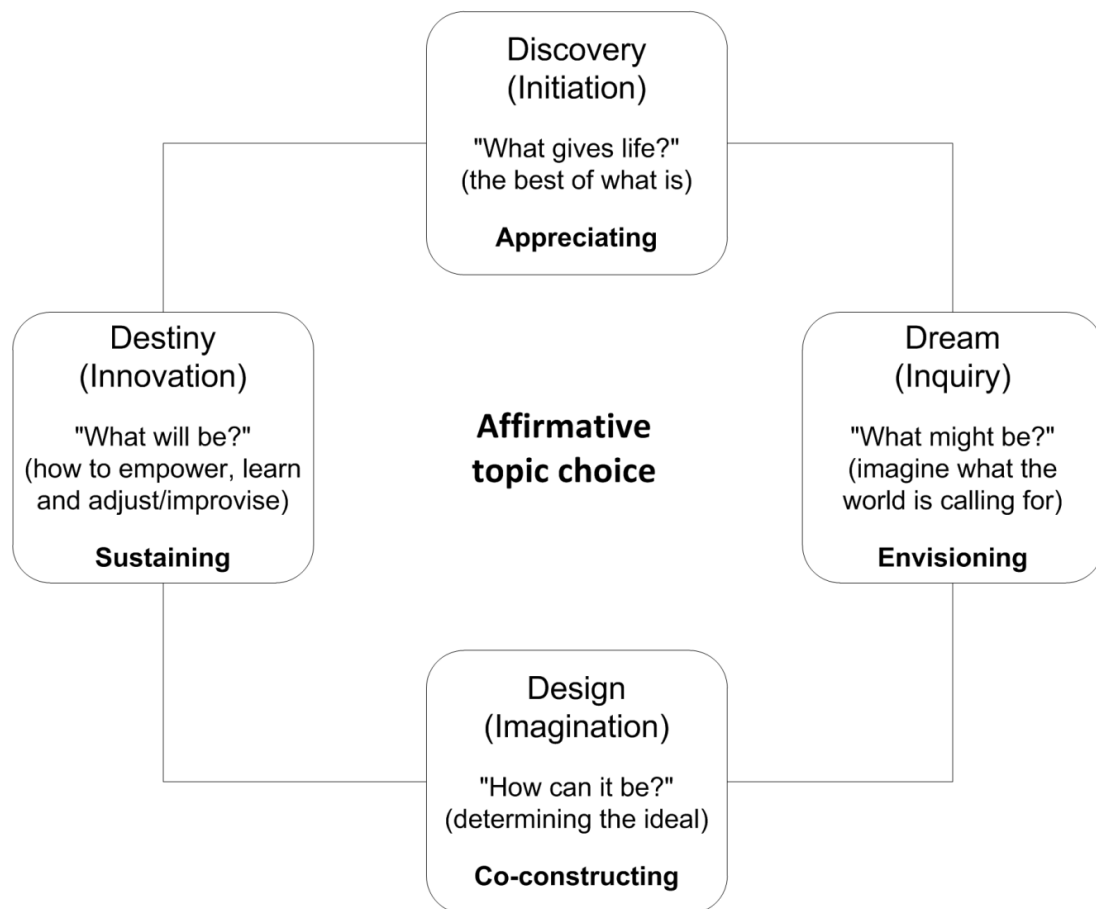 Discovery
(Initiation)
"What gives life?"
(the best of what is)
Appreciating
Destiny
(Innovation)
"What will be?"
(how to empower, learn
and adjust/improvise)
Sustaining
Affirmative
topic choice
Dream
(Inquiry)
"What might be?"
(imagine what the
world is calling for)
Envisioning
Design
(Imagination)
"How can it be?"
(determining the ideal)
Co-constructing